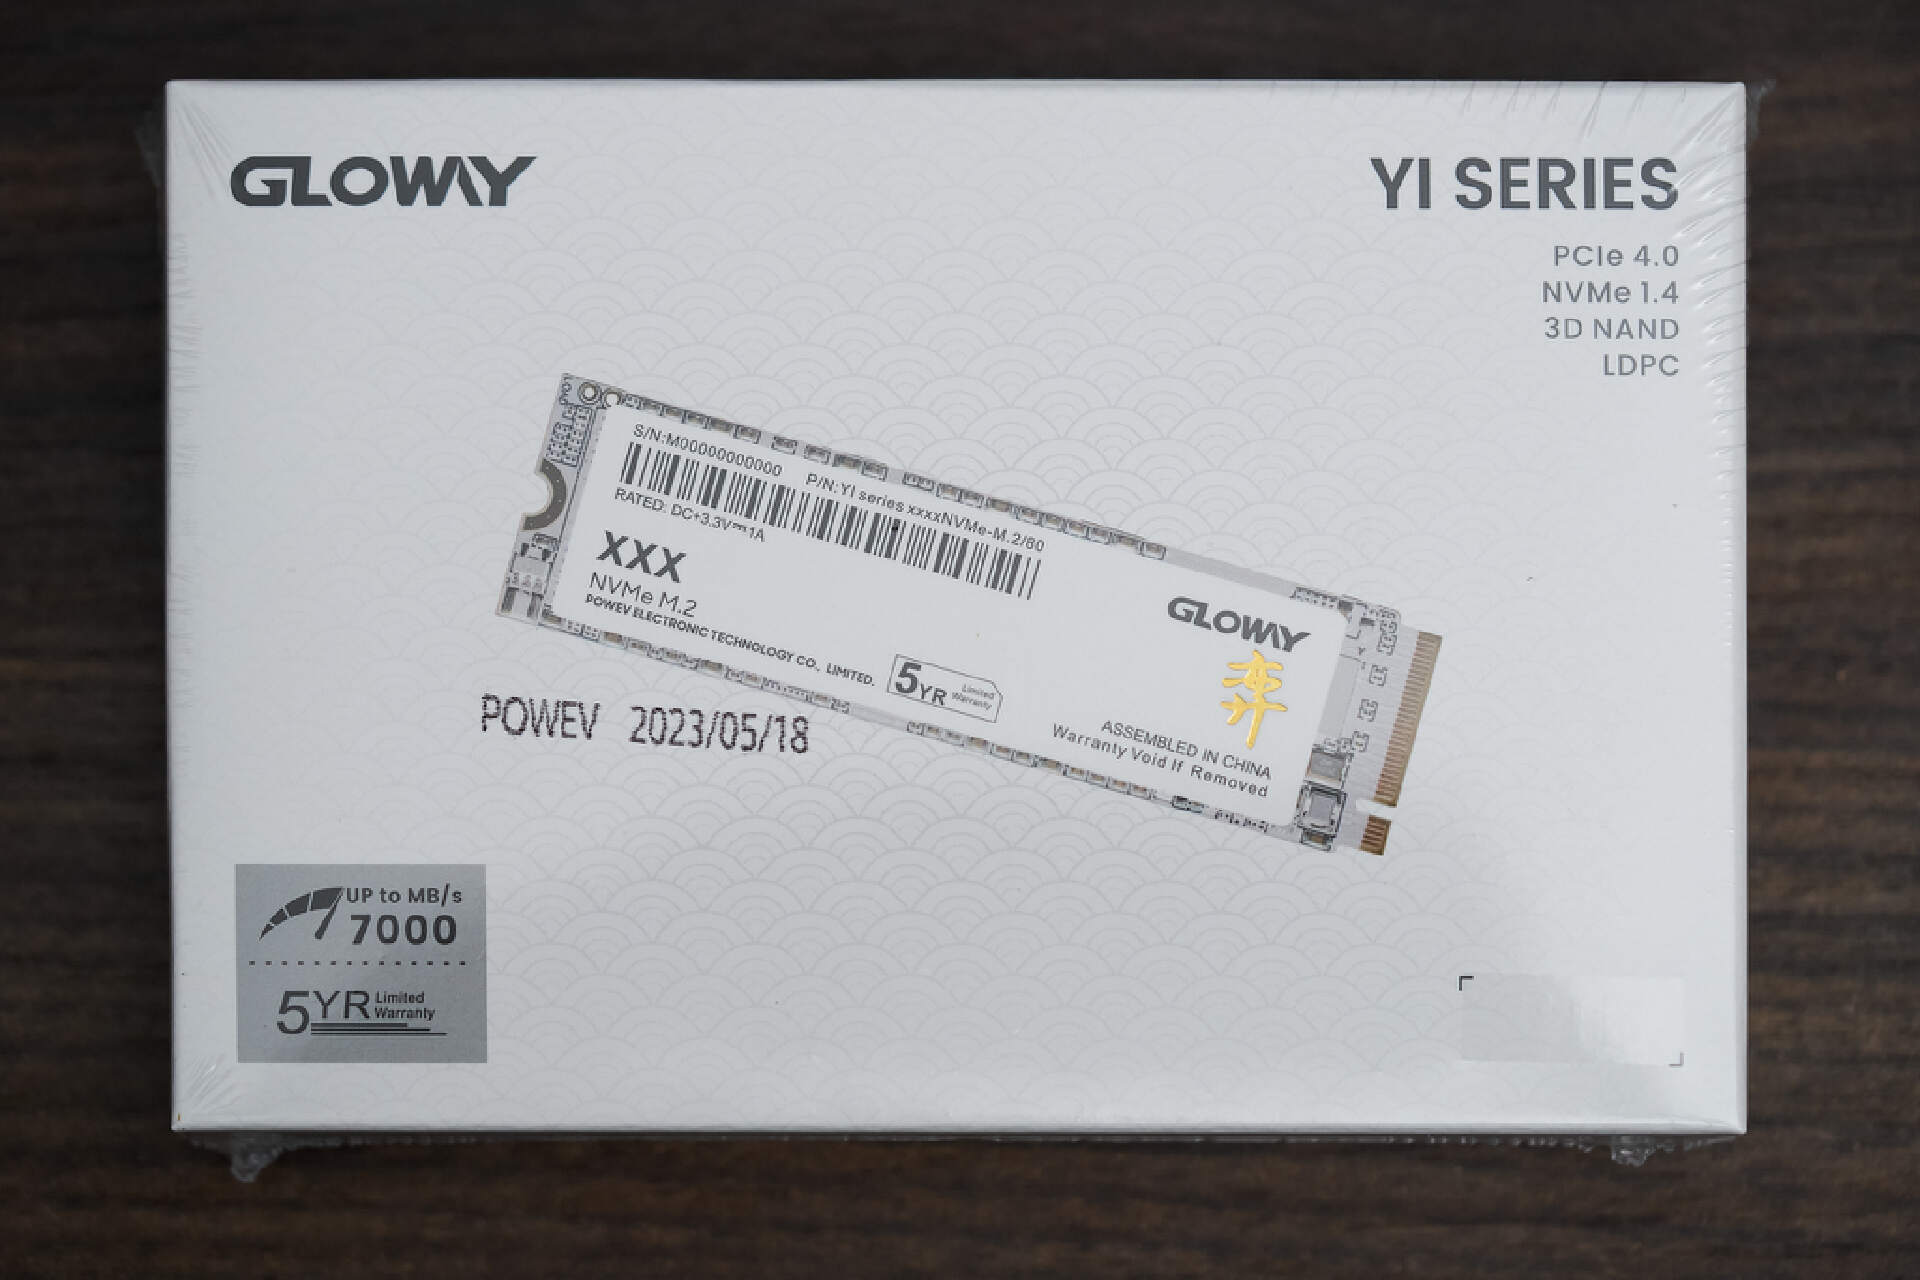 GLOWAY
YI SERIES
PCIe 4.0
NVMe 1.4
3D NAND
LDPC
S/N:M00000000000
P/N:YI series xxxxNVMe-M.2/80
RATED: DC+3.3V⎓1A
XXX
NVMe M.2
POWEV ELECTRONIC TECHNOLOGY CO., LIMITED.
5YR Limited Warranty
GLOWAY
弈
ASSEMBLED IN CHINA
Warranty Void If Removed
POWEV 2023/05/18
UP to MB/s
7000
5YR Limited
Warranty